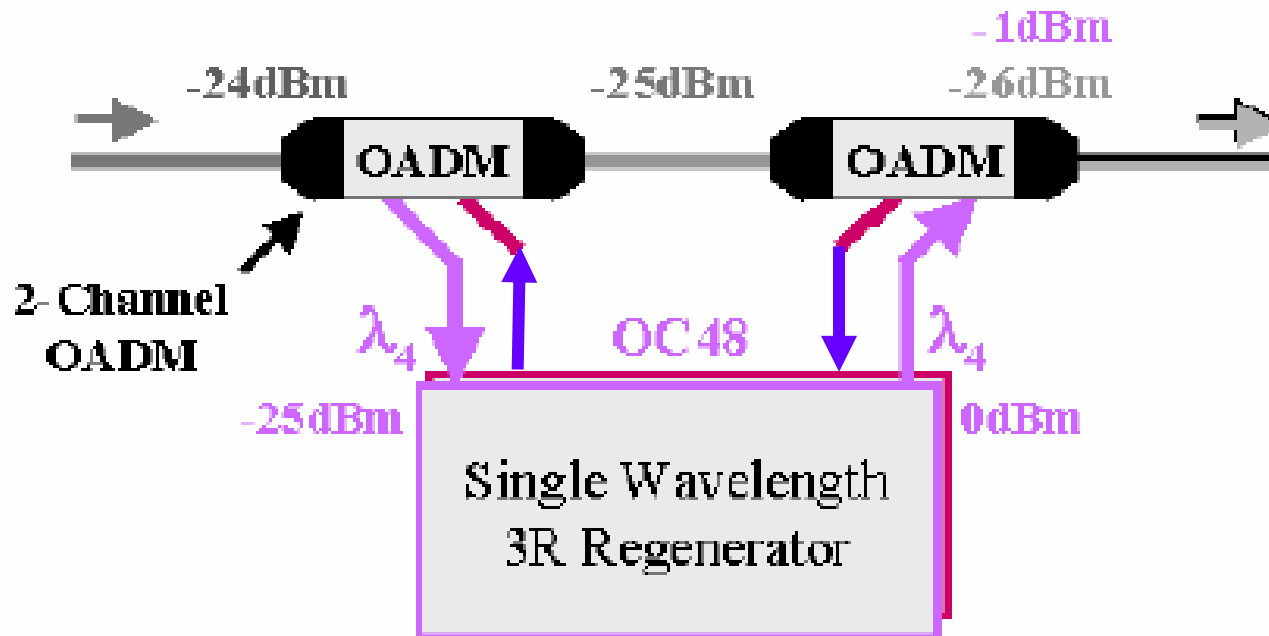 -1dBm
-24dBm -25dBm -26dBm
OADM OADM
2-Channel
OADM
λ4 OC48 λ4
-25dBm 0dBm
Single Wavelength
3R Regenerator